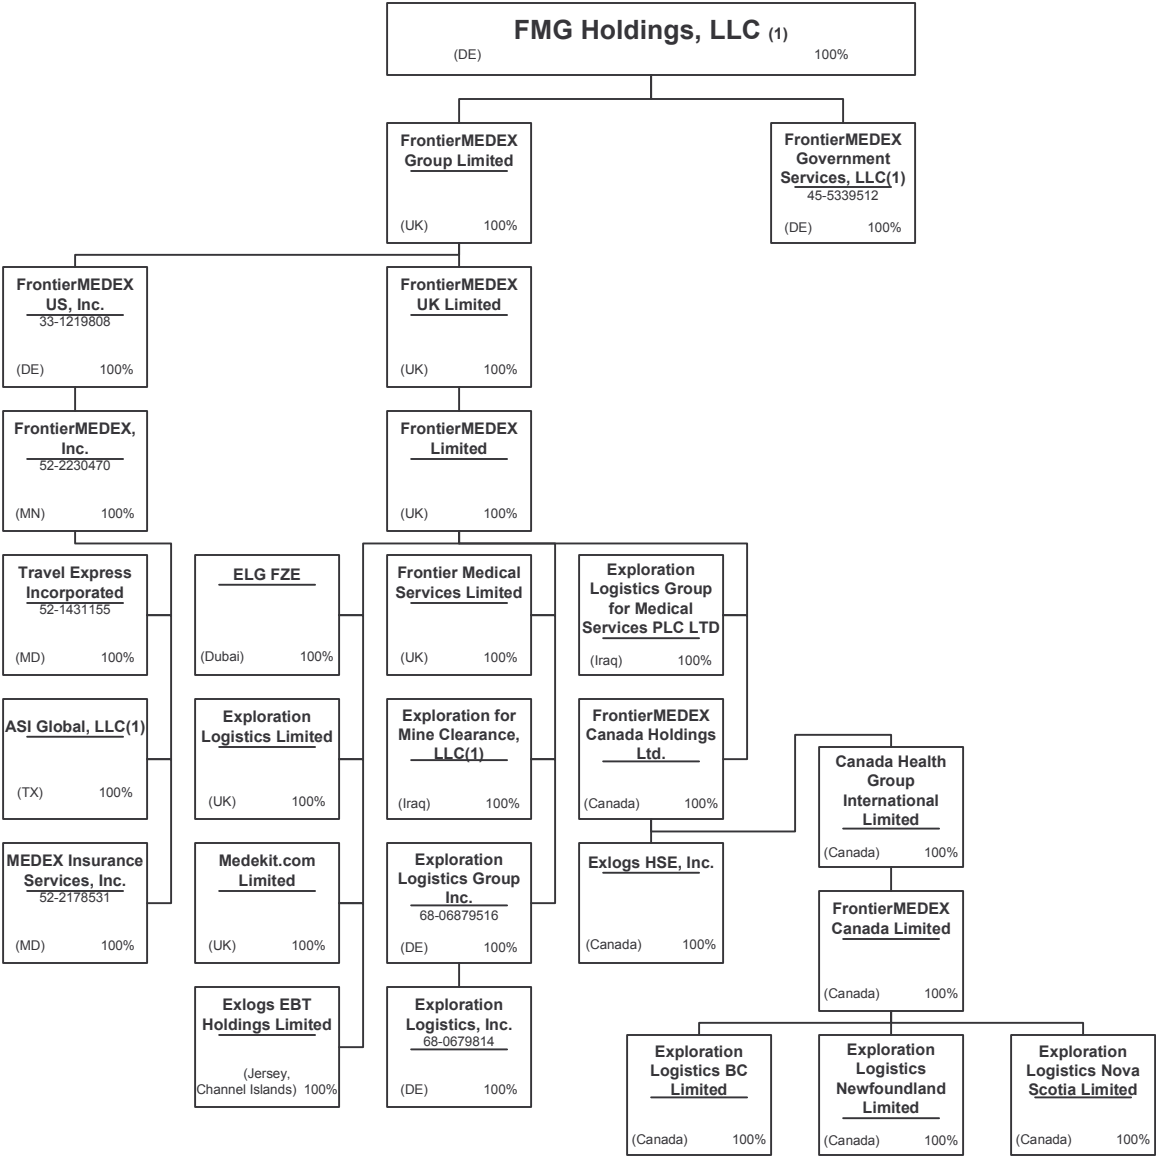 FMG Holdings, LLC (1)
(DE) 100%
FrontierMEDEX
Group Limited
(UK) 100%
FrontierMEDEX
Government
Services, LLC(1)
45-5339512
(DE) 100%
FrontierMEDEX
US, Inc.
33-1219808
(DE) 100%
FrontierMEDEX
UK Limited
(UK) 100%
FrontierMEDEX,
Inc.
52-2230470
(MN) 100%
FrontierMEDEX
Limited
(UK) 100%
Travel Express
Incorporated
52-1431155
(MD) 100%
ELG FZE
(Dubai) 100%
Frontier Medical
Services Limited
(UK) 100%
Exploration
Logistics Group
for Medical
Services PLC LTD
(Iraq) 100%
ASI Global, LLC(1)
(TX) 100%
Exploration
Logistics Limited
(UK) 100%
Exploration for
Mine Clearance,
LLC(1)
(Iraq) 100%
FrontierMEDEX
Canada Holdings
Ltd.
(Canada) 100%
Canada Health
Group
International
Limited
(Canada) 100%
MEDEX Insurance
Services, Inc.
52-2178531
(MD) 100%
Medekit.com
Limited
(UK) 100%
Exploration
Logistics Group
Inc.
68-06879516
(DE) 100%
Exlogs HSE, Inc.
(Canada) 100%
FrontierMEDEX
Canada Limited
(Canada) 100%
Exlogs EBT
Holdings Limited
(Jersey,
Channel Islands) 100%
Exploration
Logistics, Inc.
68-0679814
(DE) 100%
Exploration
Logistics BC
Limited
(Canada) 100%
Exploration
Logistics
Newfoundland
Limited
(Canada) 100%
Exploration
Logistics Nova
Scotia Limited
(Canada) 100%